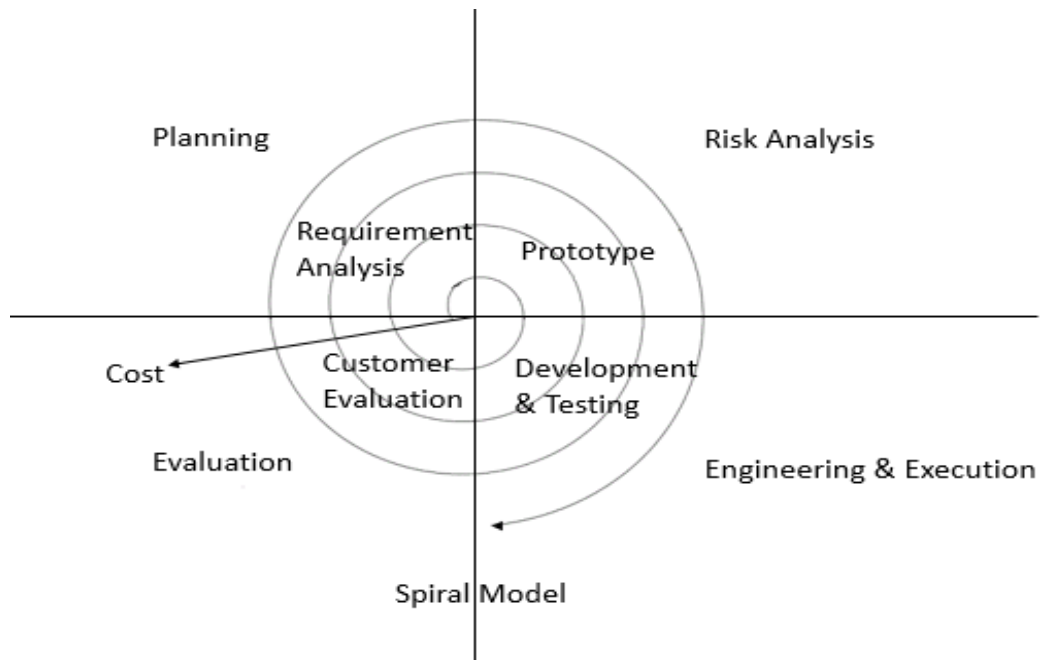 Planning
Risk Analysis
Requirement
Analysis
Prototype
Cost
Customer
Evaluation
Development
& Testing
Evaluation
Engineering & Execution
Spiral Model